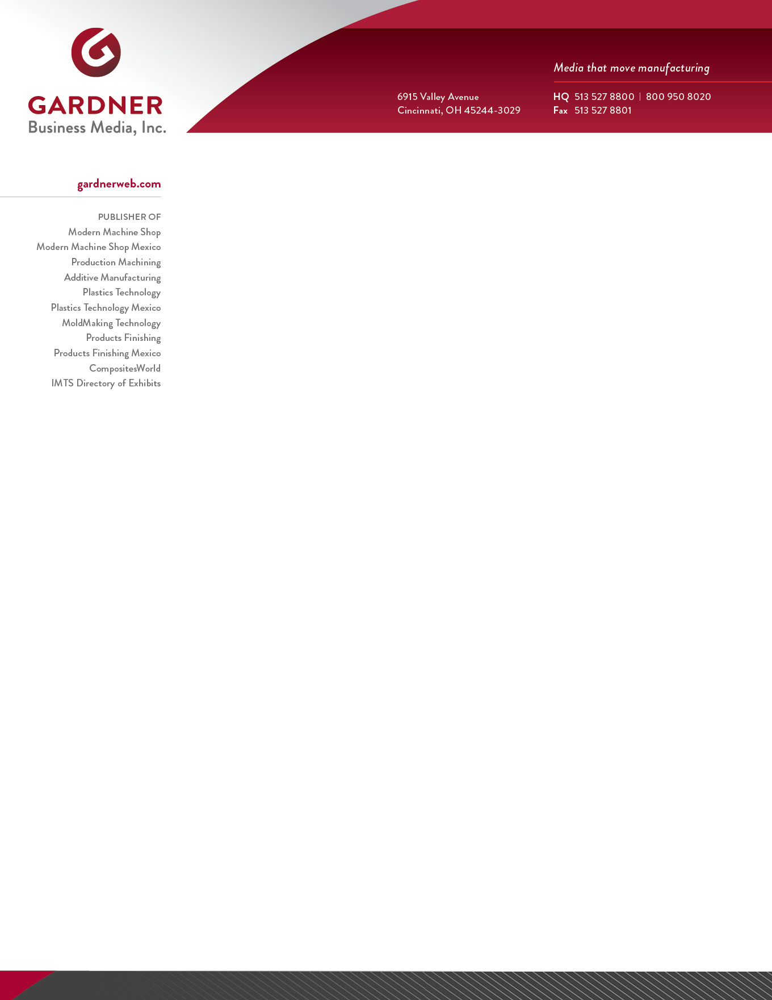 GARDNER
Business Media, Inc.
Media that move manufacturing
6915 Valley Avenue
Cincinnati, OH 45244-3029
HQ 513 527 8800 | 800 950 8020
Fax 513 527 8801
gardnerweb.com
PUBLISHER OF
Modern Machine Shop
Modern Machine Shop Mexico
Production Machining
Additive Manufacturing
Plastics Technology
Plastics Technology Mexico
MoldMaking Technology
Products Finishing
Products Finishing Mexico
CompositesWorld
IMTS Directory of Exhibits